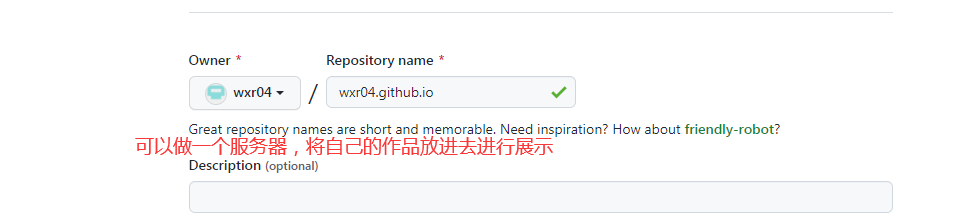 Owner *
Repository name *
wxr04
/
wxr04.github.io
Great repository names are short and memorable. Need inspiration? How about friendly-robot?
可以做一个服务器，将自己的作品放进去进行展示
Description (optional)